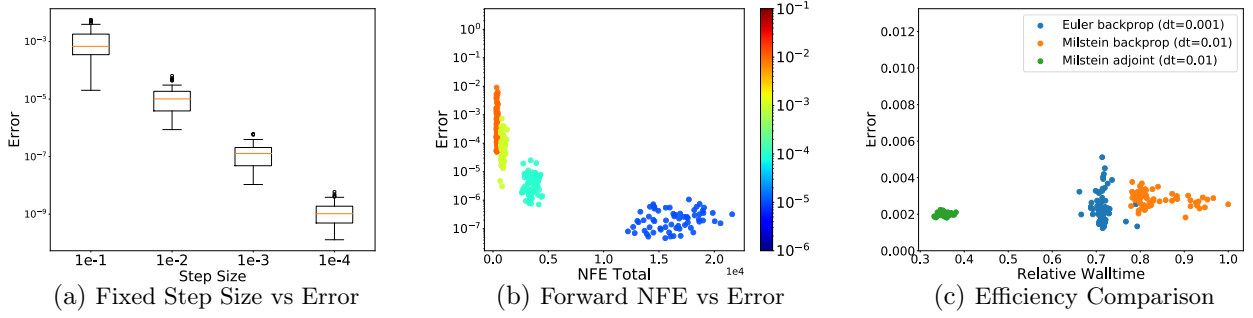 10⁻³
10⁻⁵
10⁻⁷
10⁻⁹
Error
1e-1 1e-2 1e-3 1e-4
Step Size
(a) Fixed Step Size vs Error
10⁰
10⁻¹
10⁻²
10⁻³
10⁻⁴
10⁻⁵
10⁻⁶
10⁻⁷
Error
0.0 0.5 1.0 1.5 2.0
1e4
NFE Total
10⁻¹
10⁻²
10⁻³
10⁻⁴
10⁻⁵
10⁻⁶
(b) Forward NFE vs Error
Euler backprop (dt=0.001)
Milstein backprop (dt=0.01)
Milstein adjoint (dt=0.01)
0.012
0.010
0.008
0.006
0.004
0.002
0.000
Error
0.3 0.4 0.5 0.6 0.7 0.8 0.9 1.0
Relative Walltime
(c) Efficiency Comparison